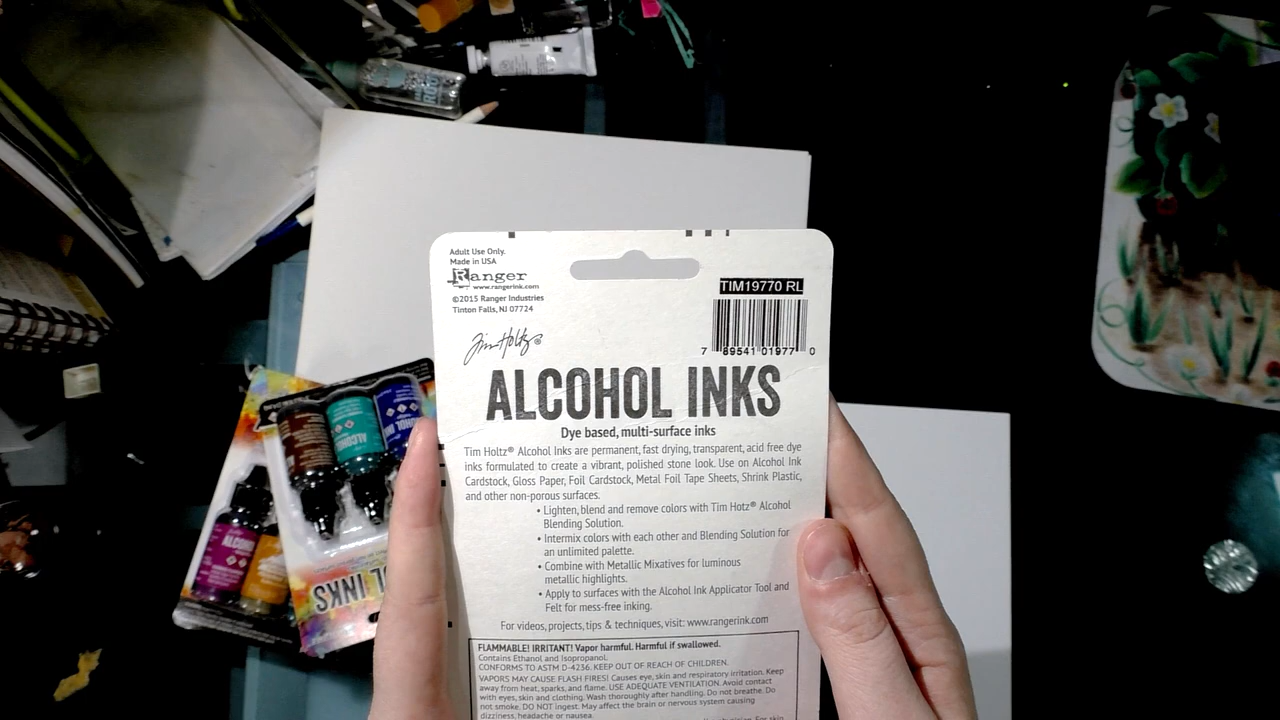 Adult Use Only.
Made in USA
Ranger
www.rangerink.com
©2015 Ranger Industries
Tinton Falls, NJ 07724
TIM19770 RL
7 89541 01977 0
Tim Holtz®
ALCOHOL INKS
Dye based, multi-surface inks
Tim Holtz® Alcohol Inks are permanent, fast drying, transparent, acid free dye
inks formulated to create a vibrant, polished stone look. Use on Alcohol Ink
Cardstock, Gloss Paper, Foil Cardstock, Metal Foil Tape Sheets, Shrink Plastic,
and other non-porous surfaces.
• Lighten, blend and remove colors with Tim Hotz® Alcohol
Blending Solution.
• Intermix colors with each other and Blending Solution for
an unlimited palette.
• Combine with Metallic Mixatives for luminous
metallic highlights.
• Apply to surfaces with the Alcohol Ink Applicator Tool and
Felt for mess-free inking.
For videos, projects, tips & techniques, visit: www.rangerink.com
FLAMMABLE! IRRITANT! Vapor harmful. Harmful if swallowed.
Contains Ethanol and Isopropanol.
CONFORMS TO ASTM D-4236. KEEP OUT OF REACH OF CHILDREN.
VAPORS MAY CAUSE FLASH FIRES! Causes eye, skin and respiratory irritation. Keep
away from heat, sparks, and flame. USE ADEQUATE VENTILATION. Avoid contact
with eyes, skin and clothing. Wash thoroughly after handling. Do not breathe. Do
not smoke. DO NOT ingest. May affect the brain or nervous system causing
dizziness, headache or nausea.
ALCOHOL
ALCOHOL
OHOL INK
OL INKS